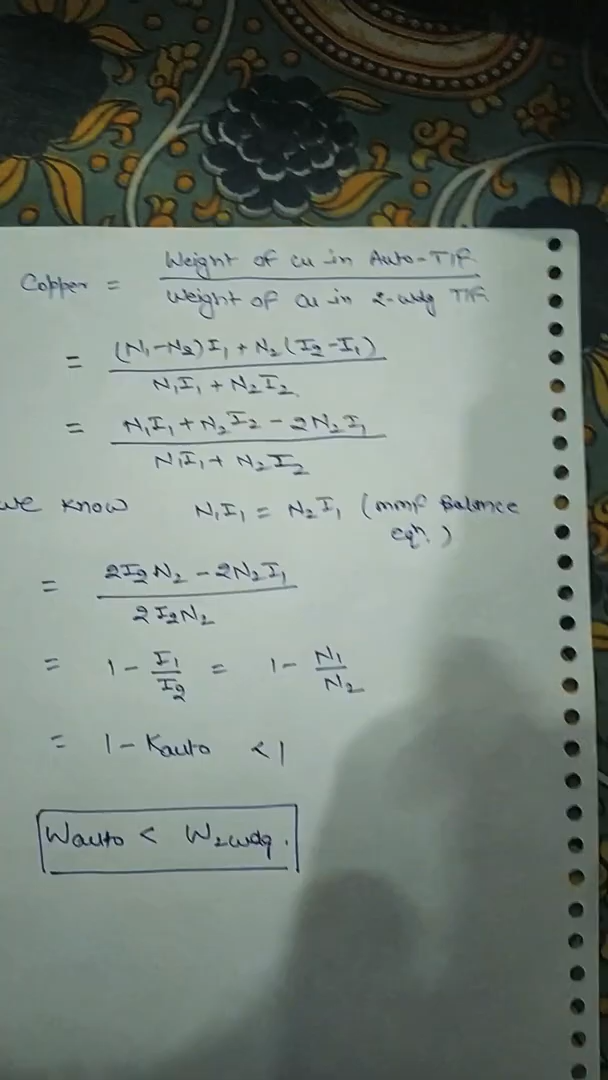 Copper = Weight of cu in Auto-T/F / Weight of cu in 2-wdg T/F
= (N₁-N₂)I₁ + N₂(I₂-I₁) / N₁I₁ + N₂I₂
= N₁I₁ + N₂I₂ - 2N₂I₁ / N₁I₁ + N₂I₂
we know N₁I₁ = N₂I₁ (mmf Balance
eqⁿ.)
= 2I₂N₂ - 2N₂I₁ / 2I₂N₂
= 1 - I₁/I₂ = 1 - N₁/N₂
= 1 - Kauto < 1
Wauto < W₂wdg.